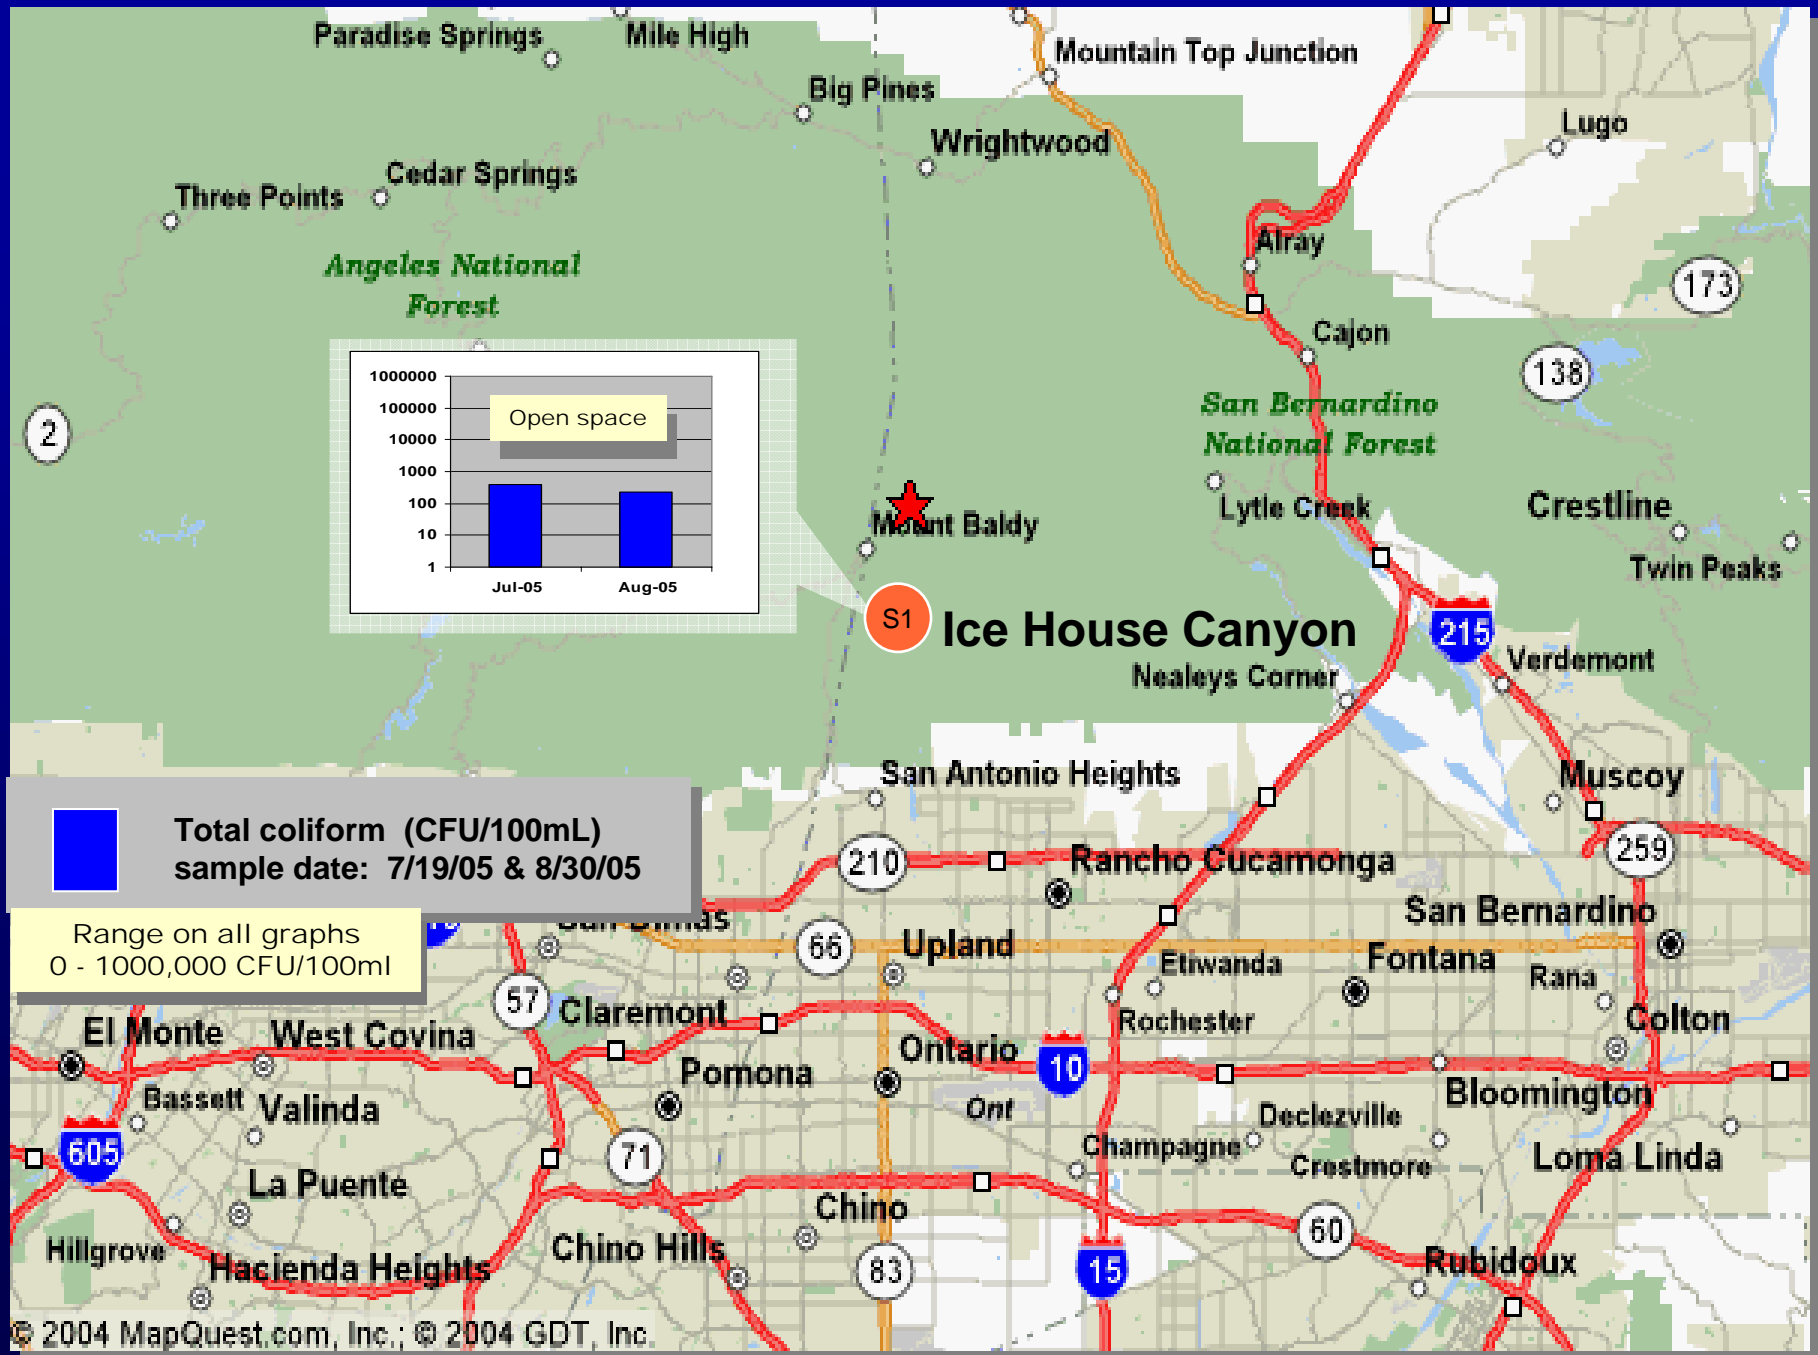 Paradise Springs
Mile High
Mountain Top Junction
Big Pines
Lugo
Wrightwood
Cedar Springs
Three Points
Alray
Angeles National
Forest
173
Cajon
138
2
San Bernardino
National Forest
1000000
100000
10000
1000
100
10
1
Open space
Jul-05
Aug-05
Mount Baldy
Lytle Creek
Crestline
Twin Peaks
S1
Ice House Canyon
215
Nealeys Corner
Verdemont
San Antonio Heights
Muscoy
Total coliform (CFU/100mL)
sample date: 7/19/05 & 8/30/05
210
Rancho Cucamonga
259
San Dimas
San Bernardino
Range on all graphs
0 - 1000,000 CFU/100ml
66
Upland
Etiwanda
Fontana
Rana
57
Claremont
Rochester
Colton
El Monte
West Covina
Ontario
10
Pomona
Bassett
Valinda
Ont
Declezville
Bloomington
605
71
Champagne
Crestmore
Loma Linda
La Puente
Chino
60
Hillgrove
Hacienda Heights
Chino Hills
83
15
Rubidoux
© 2004 MapQuest.com, Inc.; © 2004 GDT, Inc.